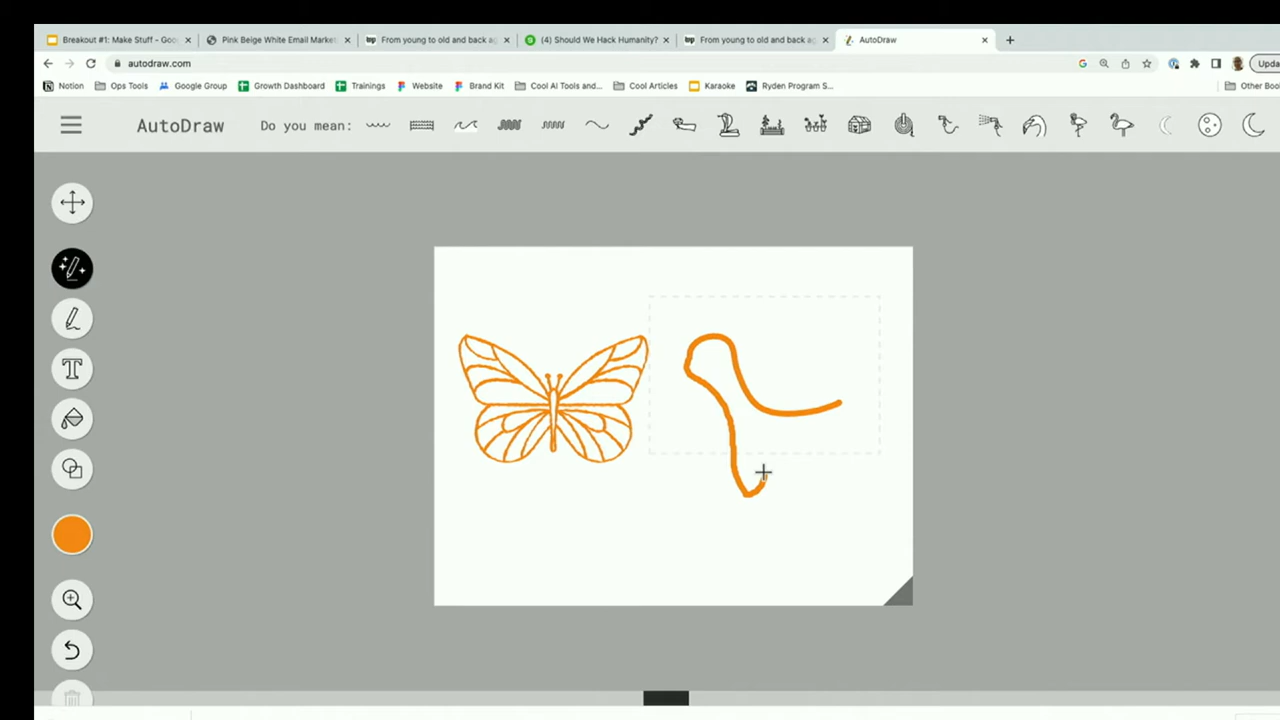 Breakout #1: Make Stuff - Goo
Pink Beige White Email Market
From young to old and back ag
(4) Should We Hack Humanity?
From young to old and back ag
AutoDraw
autodraw.com
Upda
Notion
Ops Tools
Google Group
Growth Dashboard
Trainings
Website
Brand Kit
Cool AI Tools and...
Cool Articles
Karaoke
Ryden Program S...
Other Boo
AutoDraw
Do you mean:
T